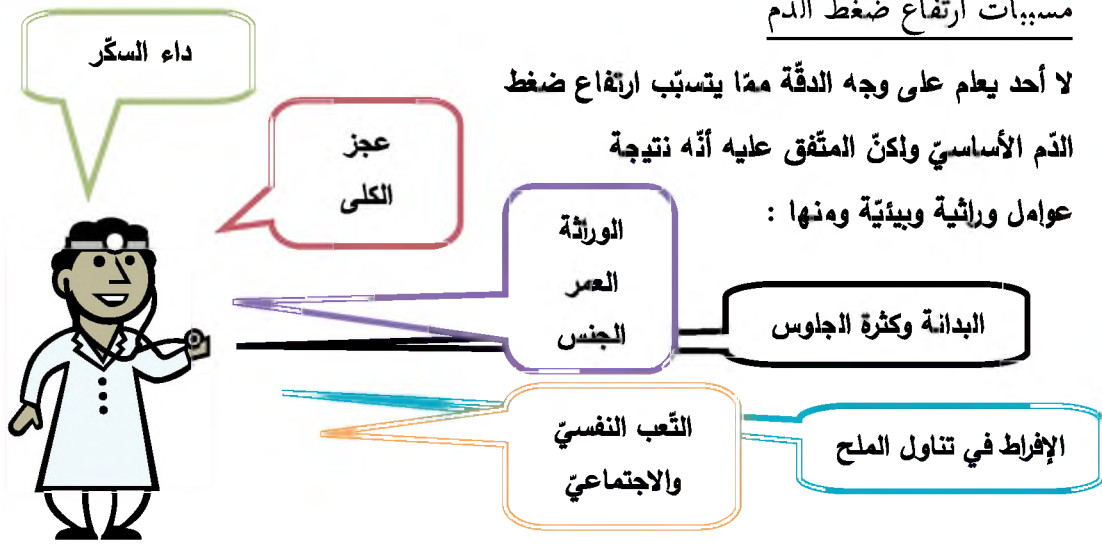 مسببات ارتفاع ضغط الدم
لا أحد يعلم على وجه الدقّة ممّا يتسبّب ارتفاع ضغط
الدّم الأساسيّ ولكنّ المتّفق عليه أنّه نتيجة
عوامل وراثية وبيئيّة ومنها :
داء السكّر
عجز
الكلى
الوراثة
العمر
الجنس
البدانة وكثرة الجلوس
التّعب النفسيّ
والاجتماعيّ
الإفراط في تناول الملح